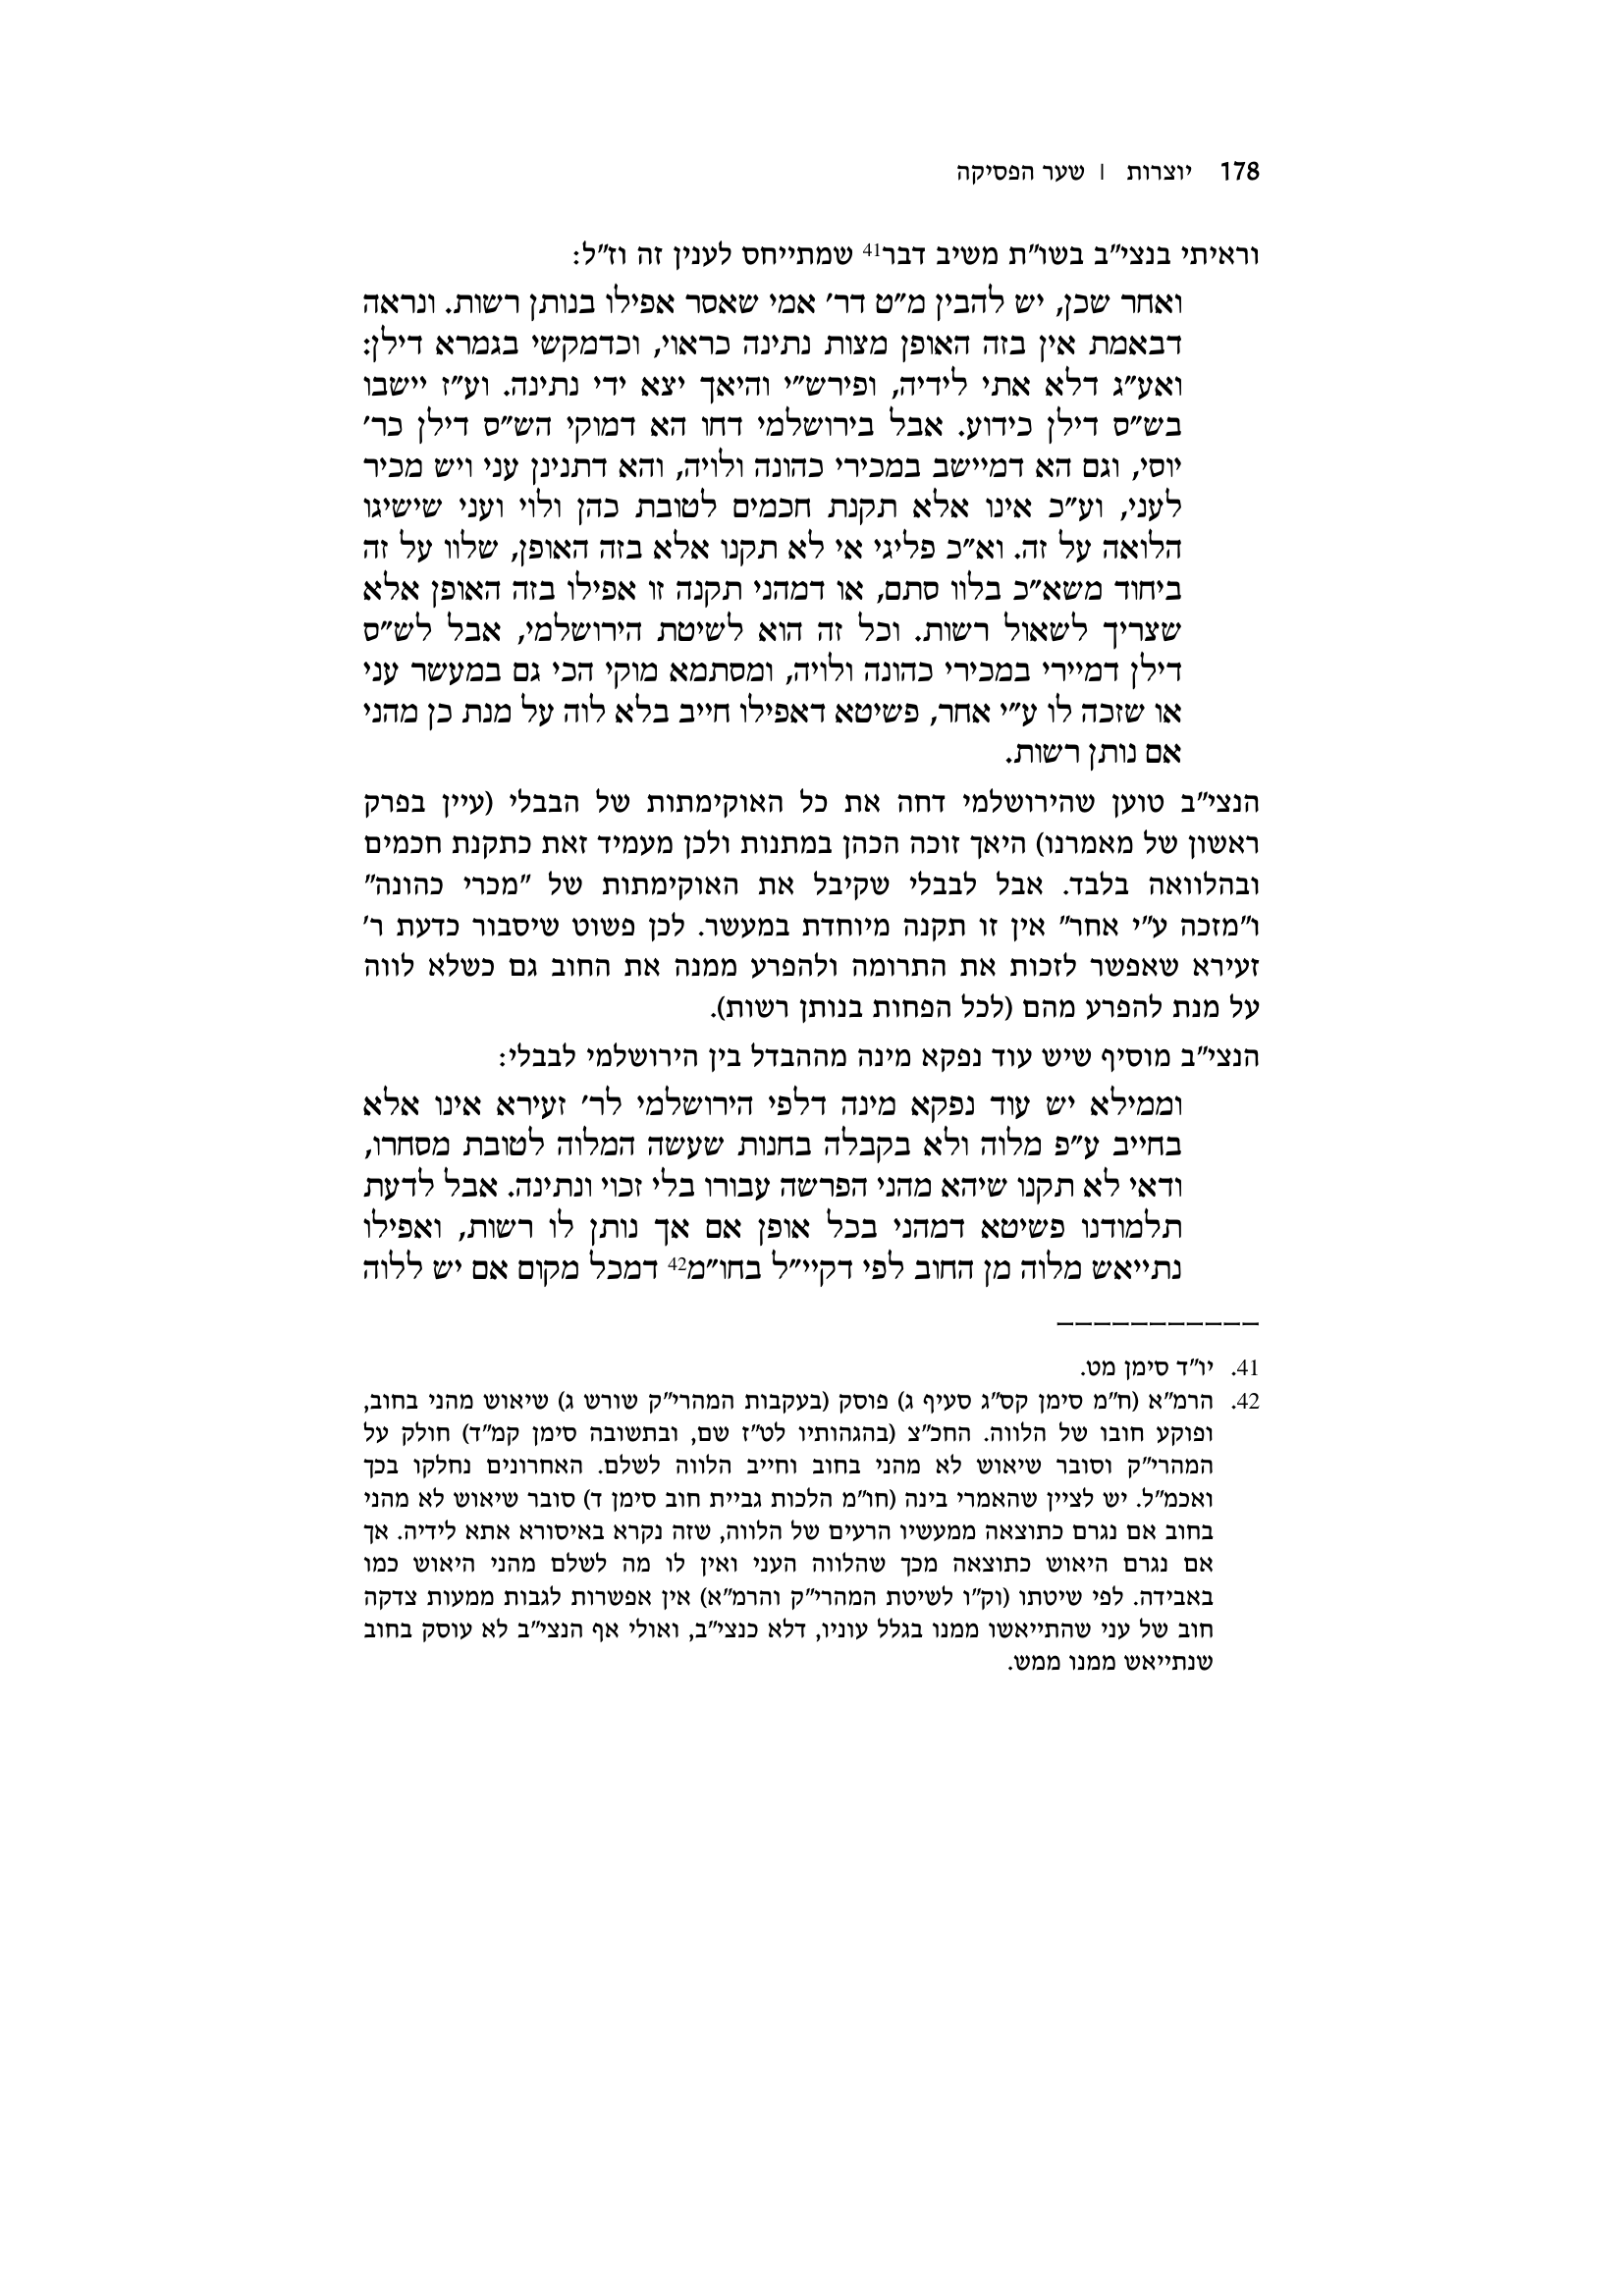 178 יוצרות | שער הפסיקה
וראיתי בנצי"ב בשו"ת משיב דבר41 שמתייחס לענין זה וז"ל:
ואחר שכן, יש להבין מ"ט דר' אמי שאסר אפילו בנותן רשות. ונראה
דבאמת אין בזה האופן מצות נתינה כראוי, וכדמקשי בגמרא דילן:
ואע"ג דלא אתי לידיה, ופירש"י והיאך יצא ידי נתינה. וע"ז יישבו
בש"ס דילן כידוע. אבל בירושלמי דחו הא דמוקי הש"ס דילן כר'
יוסי, וגם הא דמיישב במכירי כהונה ולויה, והא דתנינן עני ויש מכיר
לעני, וע"כ אינו אלא תקנת חכמים לטובת כהן ולוי ועני שישיגו
הלואה על זה. וא"כ פליגי אי לא תקנו אלא בזה האופן, שלוו על זה
ביחוד משא"כ בלוו סתם, או דמהני תקנה זו אפילו בזה האופן אלא
שצריך לשאול רשות. וכל זה הוא לשיטת הירושלמי, אבל לש"ס
דילן דמיירי במכירי כהונה ולויה, ומסתמא מוקי הכי גם במעשר עני
או שזכה לו ע"י אחר, פשיטא דאפילו חייב בלא לוה על מנת כן מהני
אם נותן רשות.
הנצי"ב טוען שהירושלמי דחה את כל האוקימתות של הבבלי (עיין בפרק
ראשון של מאמרנו) היאך זוכה הכהן במתנות ולכן מעמיד זאת כתקנת חכמים
ובהלוואה בלבד. אבל לבבלי שקיבל את האוקימתות של "מכרי כהונה"
ו"מזכה ע"י אחר" אין זו תקנה מיוחדת במעשר. לכן פשוט שיסבור כדעת ר'
זעירא שאפשר לזכות את התרומה ולהפרע ממנה את החוב גם כשלא לווה
על מנת להפרע מהם (לכל הפחות בנותן רשות).
הנצי"ב מוסיף שיש עוד נפקא מינה מההבדל בין הירושלמי לבבלי:
וממילא יש עוד נפקא מינה דלפי הירושלמי לר' זעירא אינו אלא
בחייב ע"פ מלוה ולא בקבלה בחנות שעשה המלוה לטובת מסחרו,
ודאי לא תקנו שיהא מהני הפרשה עבורו בלי זכוי ונתינה. אבל לדעת
תלמודנו פשיטא דמהני בכל אופן אם אך נותן לו רשות, ואפילו
נתייאש מלוה מן החוב לפי דקיי"ל בחו"מ42 דמכל מקום אם יש ללוה
41. יו"ד סימן מט.
42. הרמ"א (ח"מ סימן קס"ג סעיף ג) פוסק (בעקבות המהרי"ק שורש ג) שיאוש מהני בחוב,
ופוקע חובו של הלווה. החכ"צ (בהגהותיו לט"ז שם, ובתשובה סימן קמ"ד) חולק על
המהרי"ק וסובר שיאוש לא מהני בחוב וחייב הלווה לשלם. האחרונים נחלקו בכך
ואכמ"ל. יש לציין שהאמרי בינה (חו"מ הלכות גביית חוב סימן ד) סובר שיאוש לא מהני
בחוב אם נגרם כתוצאה ממעשיו הרעים של הלווה, שזה נקרא באיסורא אתא לידיה. אך
אם נגרם היאוש כתוצאה מכך שהלווה העני ואין לו מה לשלם מהני היאוש כמו
באבידה. לפי שיטתו (וק"ו לשיטת המהרי"ק והרמ"א) אין אפשרות לגבות ממעות צדקה
חוב של עני שהתייאשו ממנו בגלל עוניו, דלא כנצי"ב, ואולי אף הנצי"ב לא עוסק בחוב
שנתייאש ממנו ממש.